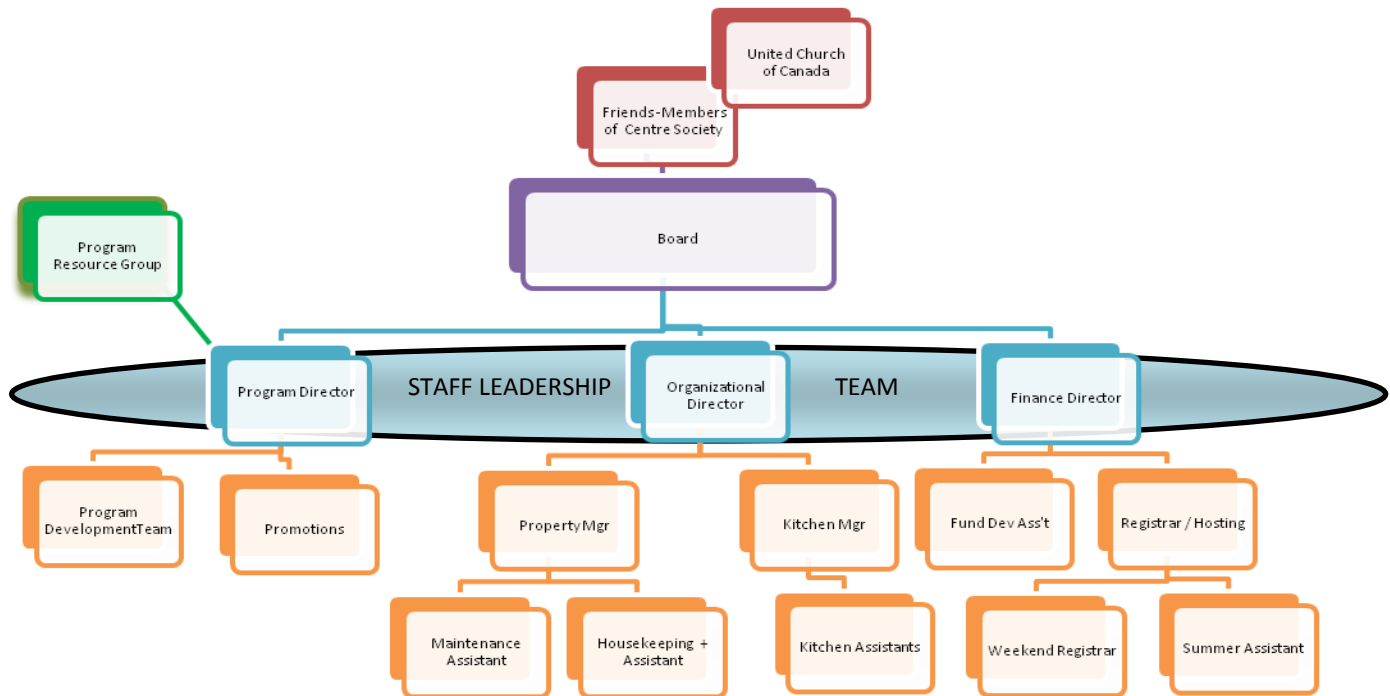 United Church
of Canada
Friends-Members
of Centre Society
Board
Program
Resource Group
Program Director
STAFF LEADERSHIP
Organizational
Director
TEAM
Finance Director
Program
DevelopmentTeam
Promotions
Property Mgr
Kitchen Mgr
Fund Dev Ass't
Registrar / Hosting
Maintenance
Assistant
Housekeeping +
Assistant
Kitchen Assistants
Weekend Registrar
Summer Assistant